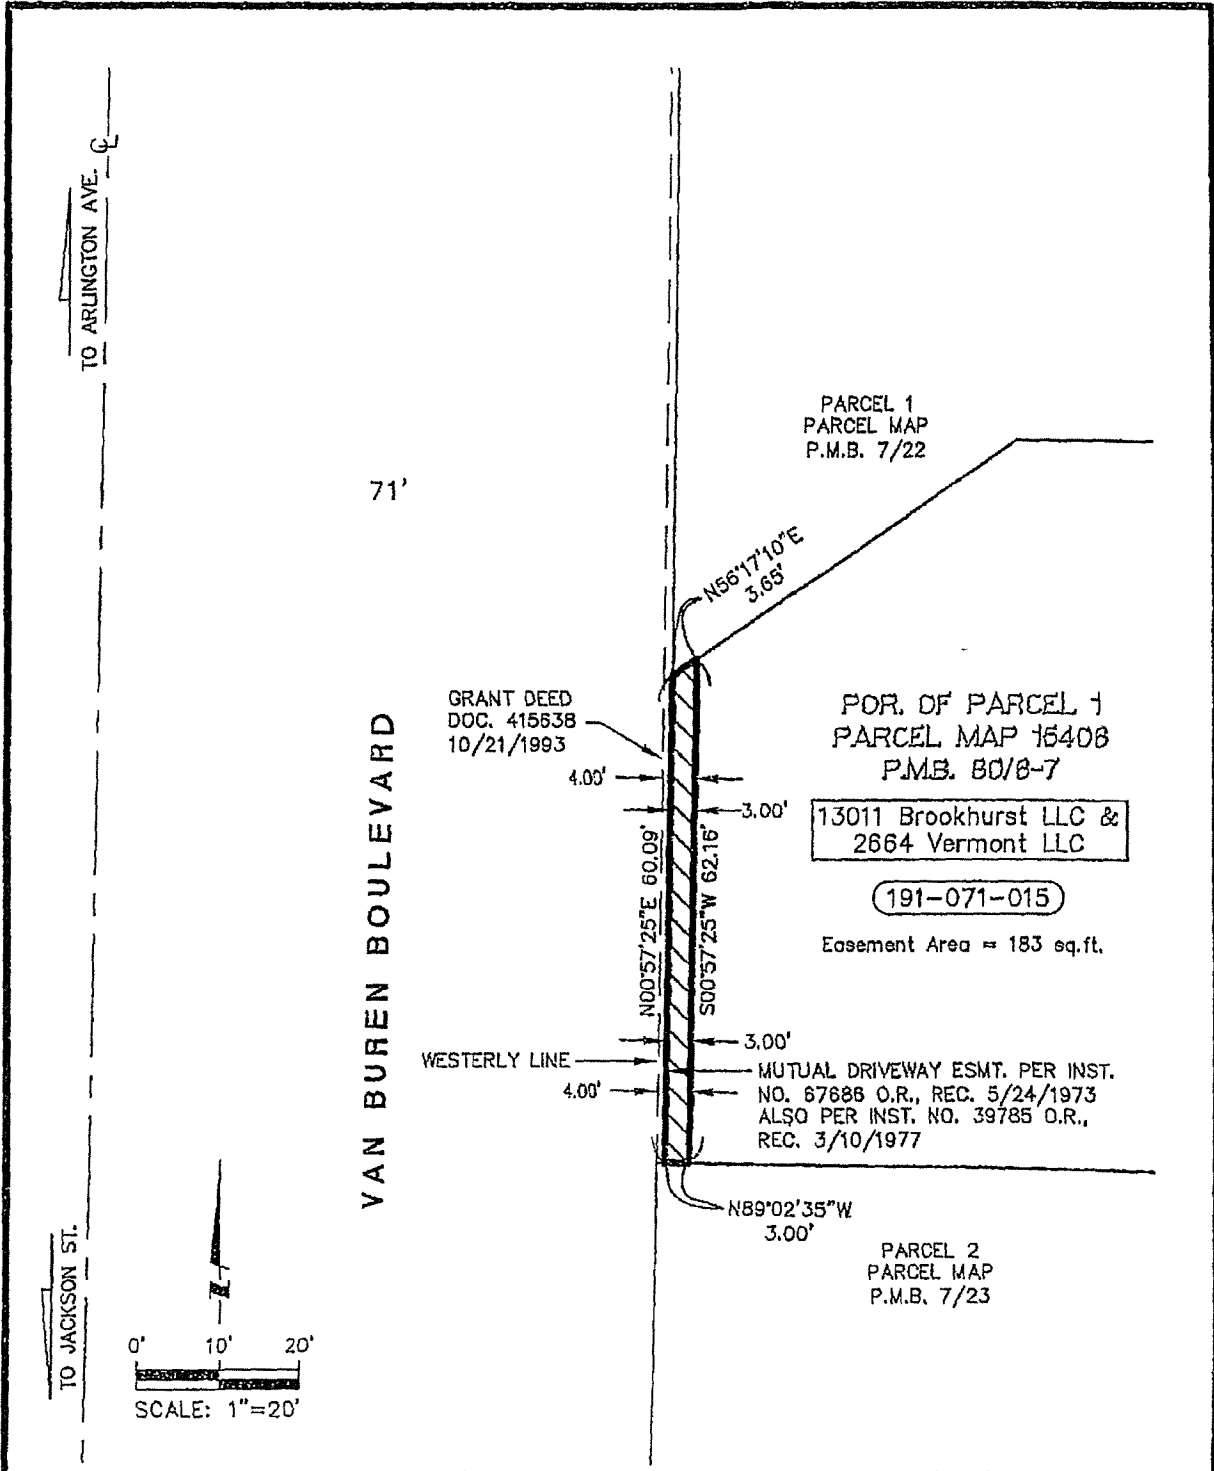 TO ARLINGTON AVE.
PARCEL 1
PARCEL MAP
P.M.B. 7/22
71'
N56°17'10"E
3.65'
GRANT DEED
DOC. 415638
10/21/1993
4.00'
3.00'
VAN BUREN BOULEVARD
N00°57'25"E 60.09'
S00°57'25"W 62.16'
POR. OF PARCEL 1
PARCEL MAP 15406
P.M.B. 80/6-7
13011 Brookhurst LLC &
2664 Vermont LLC
191-071-015
Easement Area = 183 sq.ft.
3.00'
WESTERLY LINE
4.00'
MUTUAL DRIVEWAY ESMT. PER INST.
NO. 67686 O.R., REC. 5/24/1973
ALSO PER INST. NO. 39785 O.R.,
REC. 3/10/1977
N89°02'35"W
3.00'
PARCEL 2
PARCEL MAP
P.M.B. 7/23
TO JACKSON ST.
0' 10' 20'
SCALE: 1"=20'